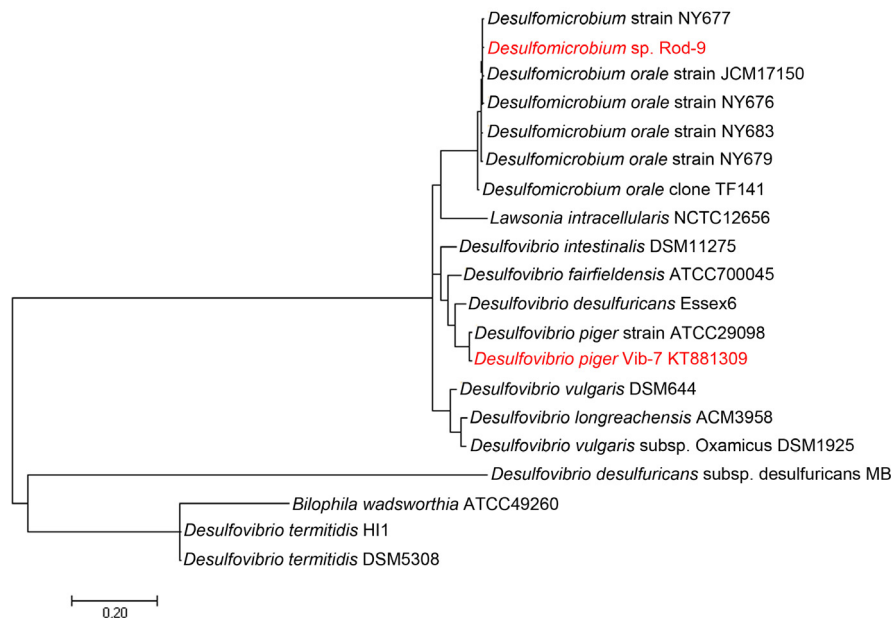 Desulfomicrobium strain NY677
Desulfomicrobium sp. Rod-9
Desulfomicrobium orale strain JCM17150
Desulfomicrobium orale strain NY676
Desulfomicrobium orale strain NY683
Desulfomicrobium orale strain NY679
Desulfomicrobium orale clone TF141
Lawsonia intracellularis NCTC12656
Desulfovibrio intestinalis DSM11275
Desulfovibrio fairfieldensis ATCC700045
Desulfovibrio desulfuricans Essex6
Desulfovibrio piger strain ATCC29098
Desulfovibrio piger Vib-7 KT881309
Desulfovibrio vulgaris DSM644
Desulfovibrio longreachensis ACM3958
Desulfovibrio vulgaris subsp. Oxamicus DSM1925
Desulfovibrio desulfuricans subsp. desulfuricans MB
Bilophila wadsworthia ATCC49260
Desulfovibrio termitidis HI1
Desulfovibrio termitidis DSM5308
0.20